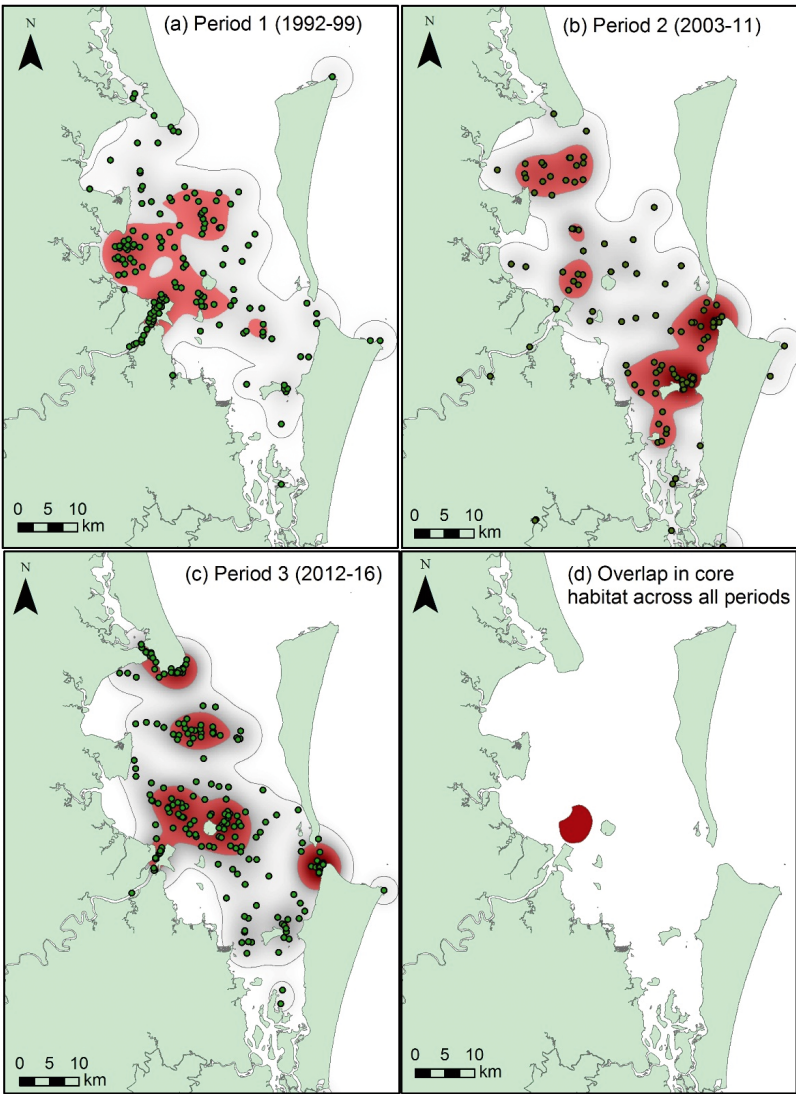 (a) Period 1 (1992-99)
N
0 5 10
km
(b) Period 2 (2003-11)
N
0 5 10
km
(c) Period 3 (2012-16)
N
0 5 10
km
(d) Overlap in core
habitat across all periods
N
0 5 10
km